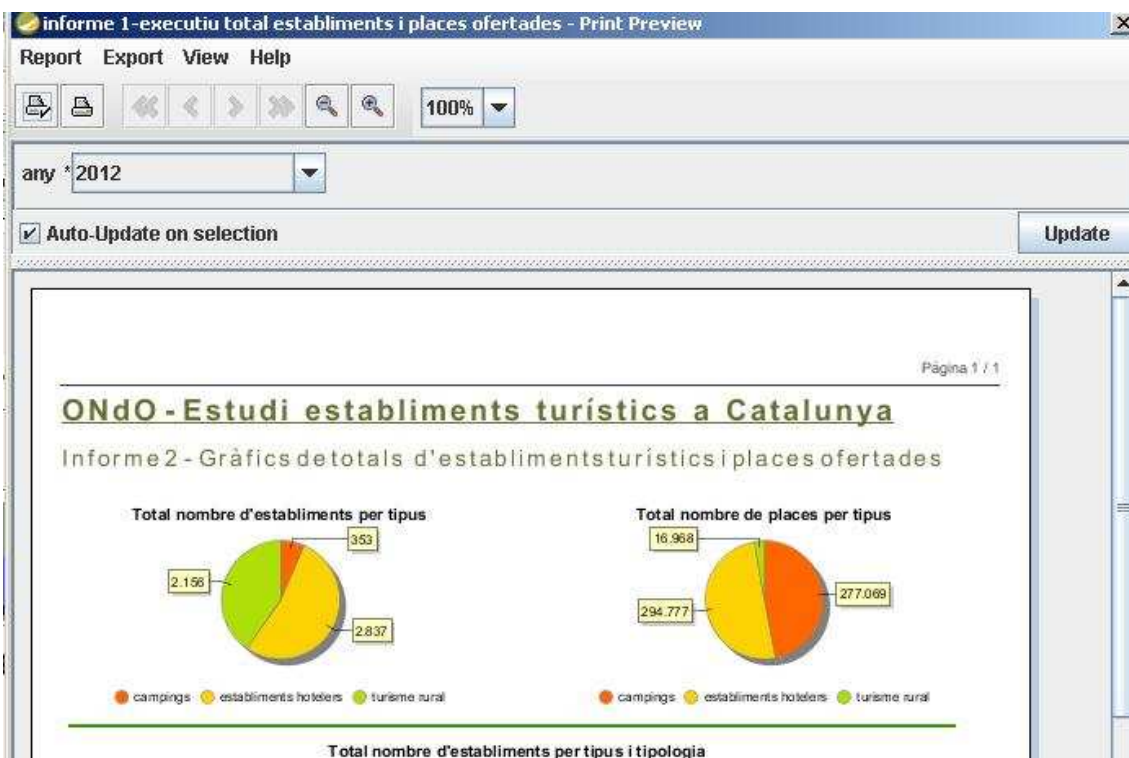 informe 1-executiu total establiments i places ofertades - Print Preview
Report Export View Help
100%
any * 2012
Auto-Update on selection
Update
Página 1 / 1
ONdO - Estudi establiments turístics a Catalunya
Informe 2 - Gràfics de totals d'establiments turístics i places ofertades
Total nombre d'establiments per tipus
353
2.156
2.837
campings establiments hotelers turisme rural
Total nombre de places per tipus
16.968
277.069
294.777
campings establiments hotelers turisme rural
Total nombre d'establiments per tipus i tipologia